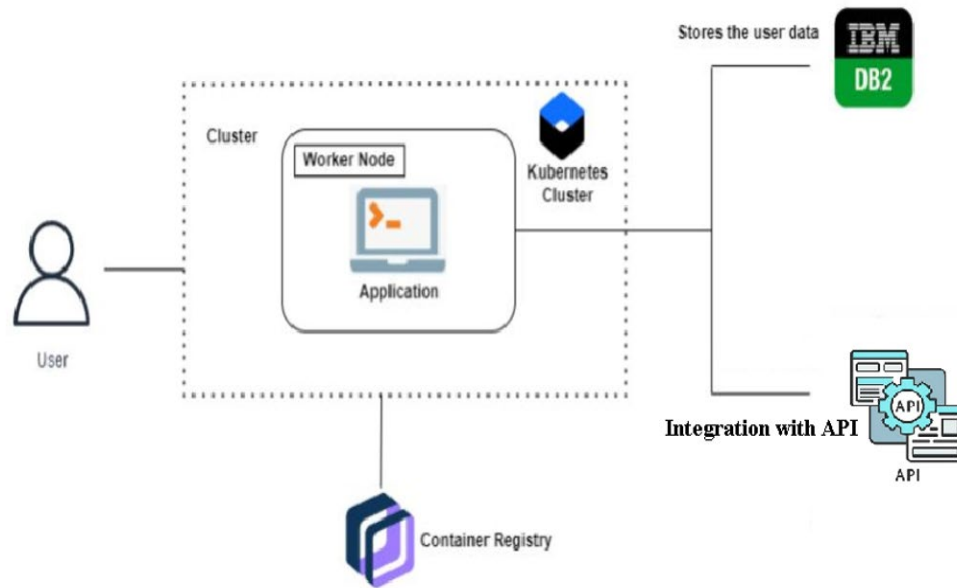 Stores the user data
IBM
DB2
Cluster
Worker Node
Kubernetes
Cluster
Application
User
Integration with API
API
API
Container Registry